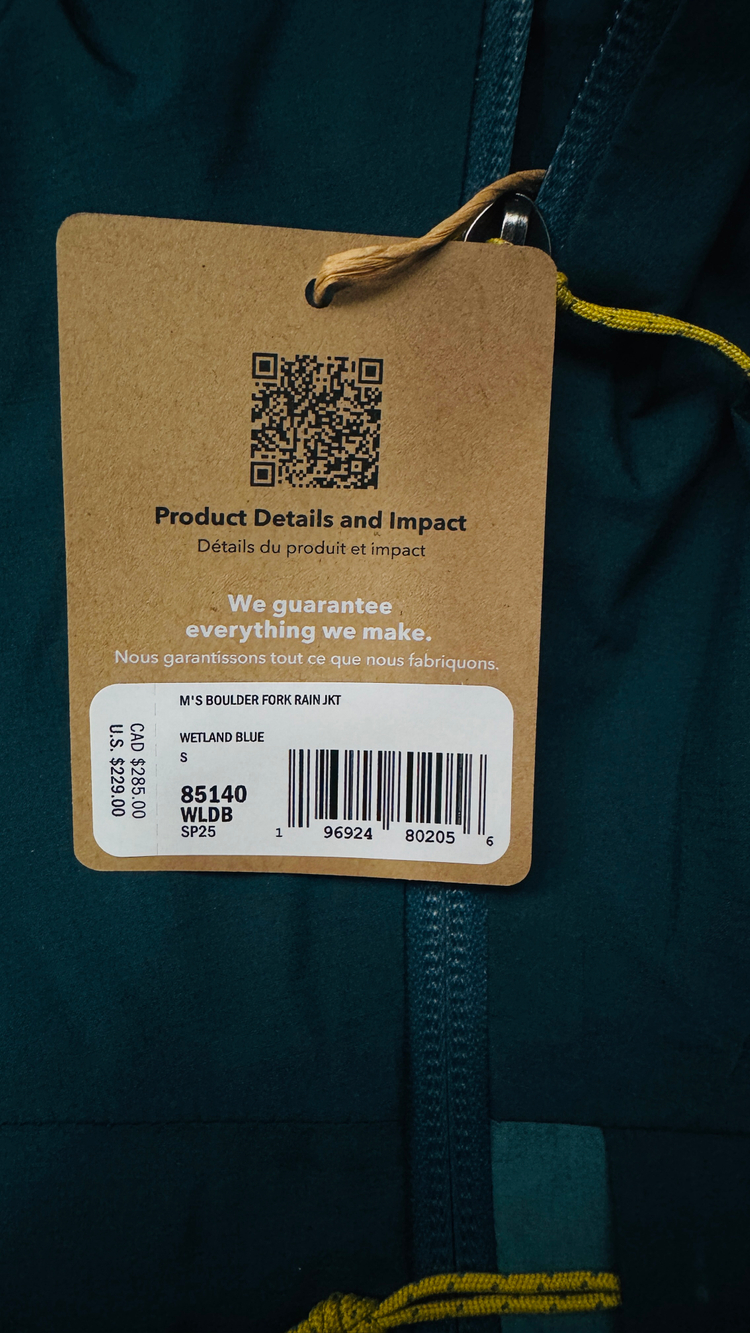 Product Details and Impact
Détails du produit et impact
We guarantee
everything we make.
Nous garantissons tout ce que nous fabriquons.
M'S BOULDER FORK RAIN JKT
WETLAND BLUE
S
85140
WLDB
SP25
1 96924 80205 6
CAD $285.00
U.S. $229.00